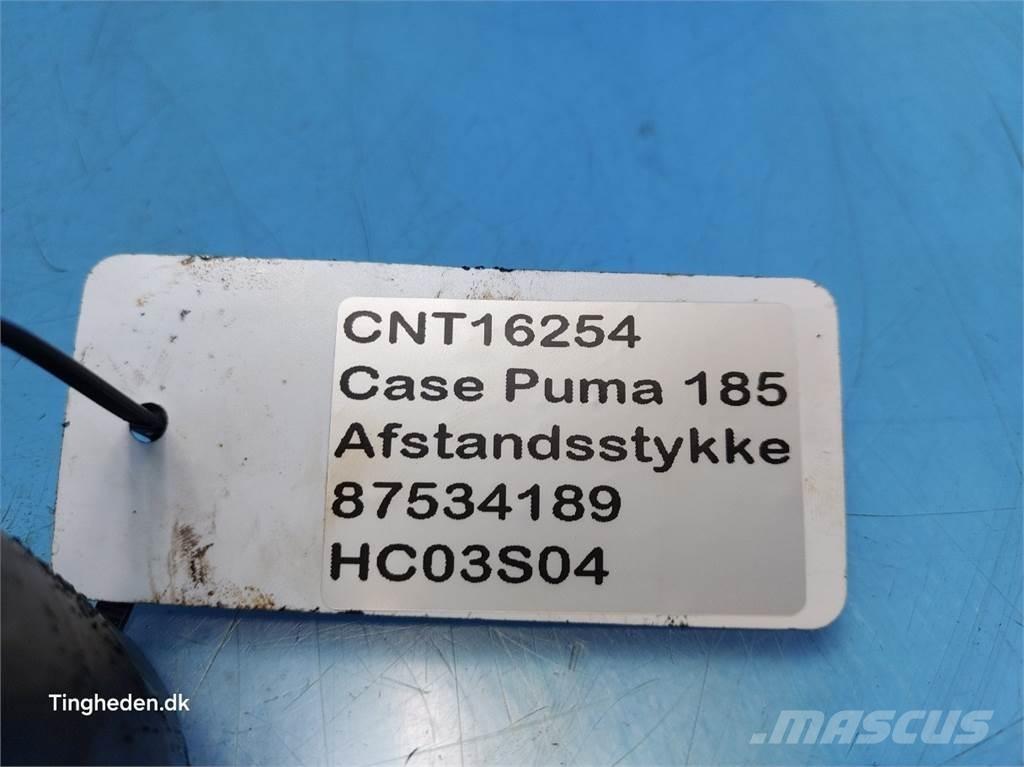 CNT16254
Case Puma 185
Afstandsstykke
87534189
HC03S04
Tingheden.dk
MASCUS